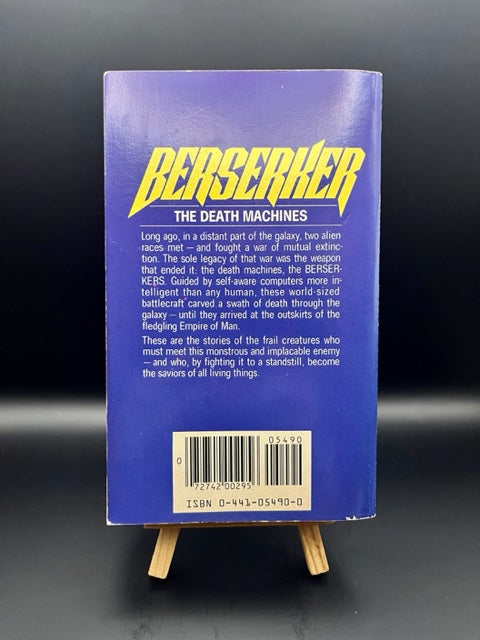 BERSERKER
THE DEATH MACHINES
Long ago, in a distant part of the galaxy, two alien
races met — and fought a war of mutual extinc-
tion. The sole legacy of that war was the weapon
that ended it: the death machines, the BERSER-
KERS. Guided by self-aware computers more in-
telligent than any human, these world-sized
battlecraft carved a swath of death through the
galaxy — until they arrived at the outskirts of the
fledgling Empire of Man.
These are the stories of the frail creatures who
must meet this monstrous and implacable enemy
— and who, by fighting it to a standstill, become
the saviors of all living things.
05490
0
72742 00295
ISBN 0-441-05490-0